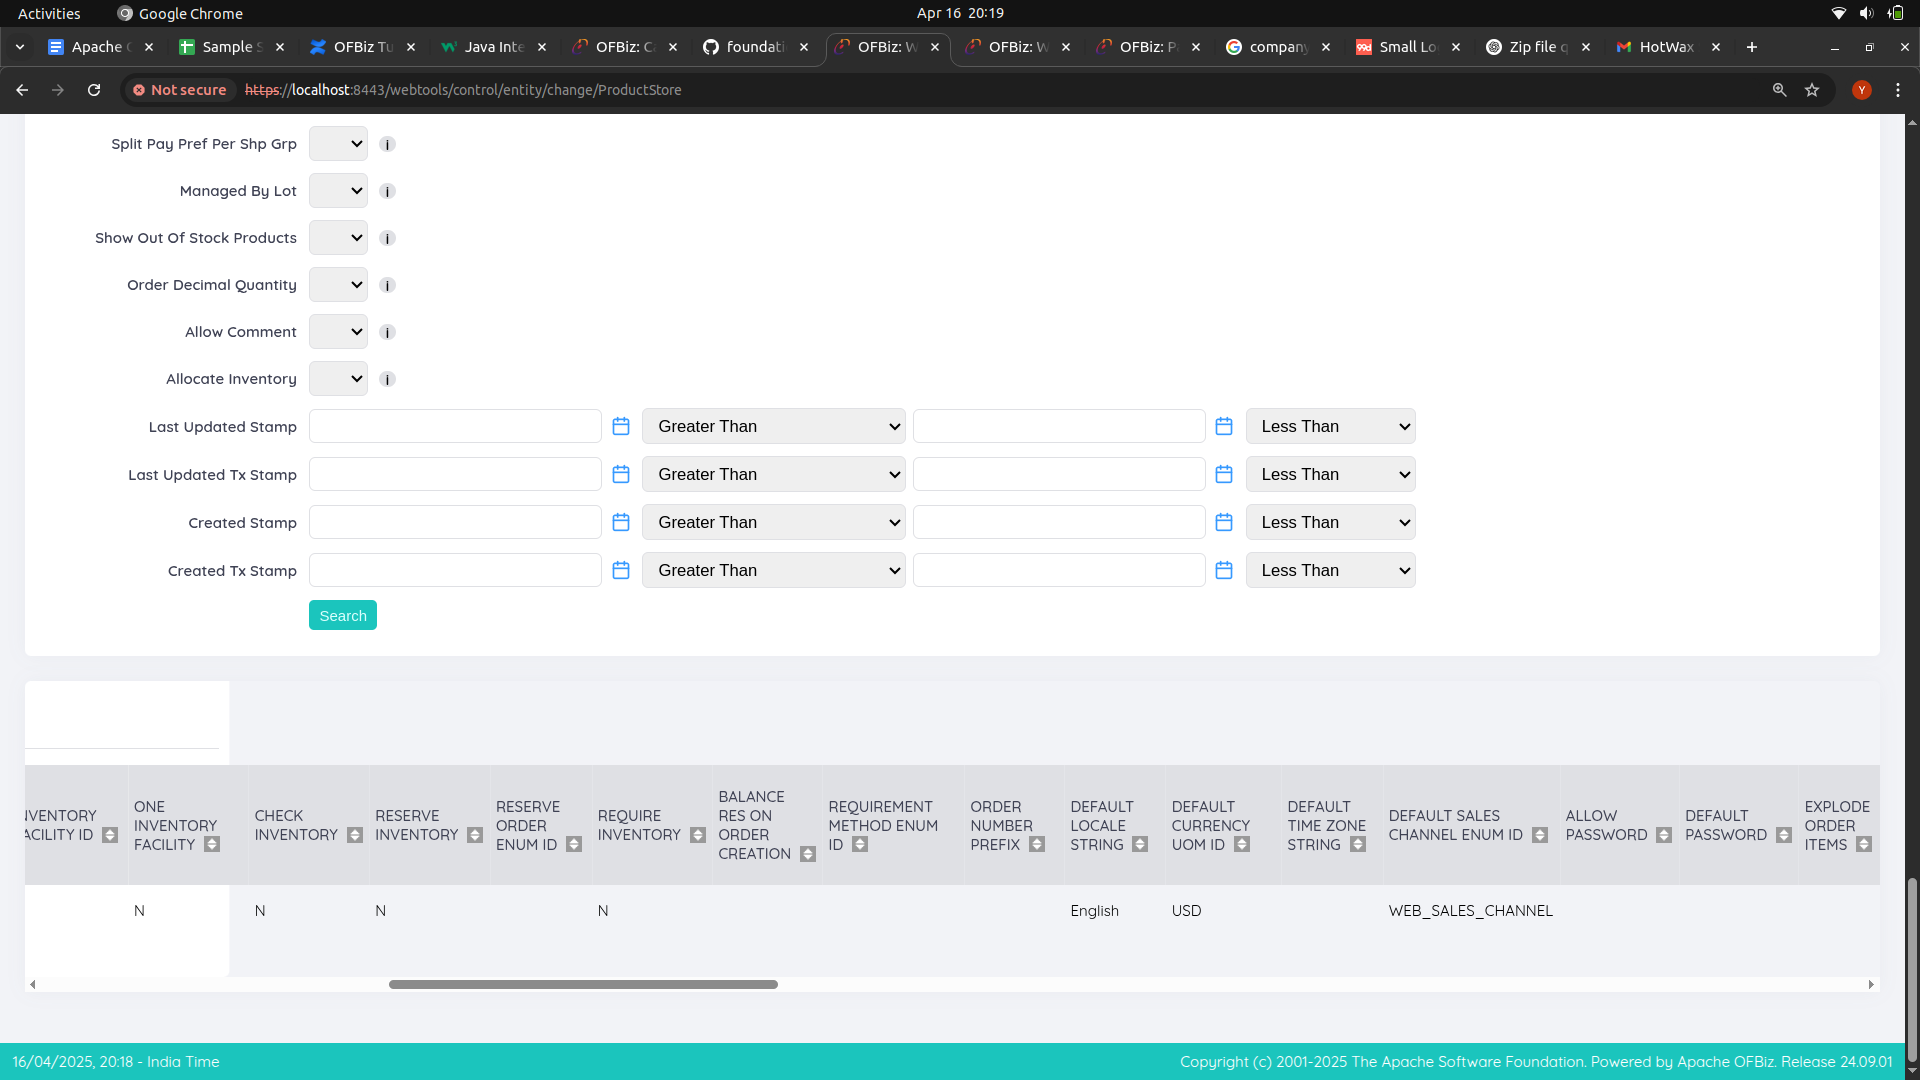 Activities
Google Chrome
Apr 16 20:19
Apache
Sample S
OFBiz Tu
Java Inte
OFBiz: C
foundati
OFBiz: W
OFBiz: W
OFBiz: P
company
Small Lo
Zip file q
HotWax
Not secure
https://localhost:8443/webtools/control/entity/change/ProductStore
Y
Split Pay Pref Per Shp Grp
Managed By Lot
Show Out Of Stock Products
Order Decimal Quantity
Allow Comment
Allocate Inventory
Last Updated Stamp Greater Than Less Than
Last Updated Tx Stamp Greater Than Less Than
Created Stamp Greater Than Less Than
Created Tx Stamp Greater Than Less Than
Search
NVENTORY
ACILITY ID
ONE
INVENTORY
FACILITY
CHECK
INVENTORY
RESERVE
INVENTORY
RESERVE
ORDER
ENUM ID
REQUIRE
INVENTORY
BALANCE
RES ON
ORDER
CREATION
REQUIREMENT
METHOD ENUM
ID
ORDER
NUMBER
PREFIX
DEFAULT
LOCALE
STRING
DEFAULT
CURRENCY
UOM ID
DEFAULT
TIME ZONE
STRING
DEFAULT SALES
CHANNEL ENUM ID
ALLOW
PASSWORD
DEFAULT
PASSWORD
EXPLODE
ORDER
ITEMS
N N N N English USD WEB_SALES_CHANNEL
16/04/2025, 20:18 - India Time
Copyright (c) 2001-2025 The Apache Software Foundation. Powered by Apache OFBiz. Release 24.09.01